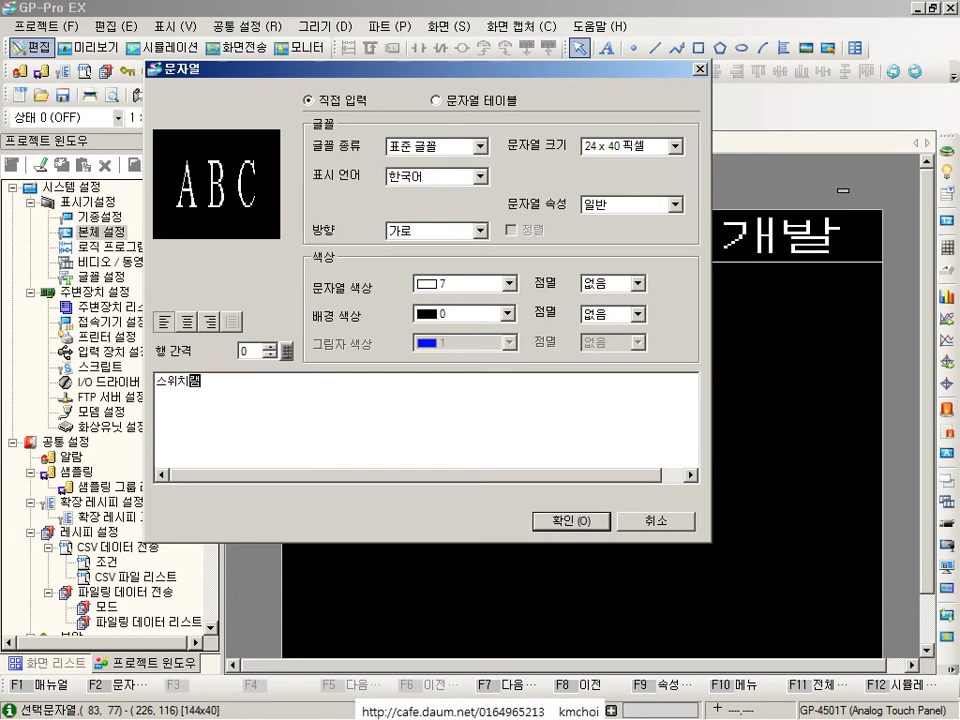 GP-Pro EX
프로젝트 (F) 편집 (E) 표시 (V) 공통 설정 (R) 그리기 (D) 파트 (P) 화면 (S) 화면 캡처 (C) 도움말 (H)
편집 미리보기 시뮬레이션 화면전송 모니터
상태 0 (OFF) 1 :
프로젝트 윈도우
시스템 설정
표시기설정
기종설정
본체 설정
로직 프로그램
비디오 / 동영
글꼴 설정
주변장치 설정
주변장치 리스
접속기기 설정
프린터 설정
입력 장치 설정
스크립트
I/O 드라이버
FTP 서버 설정
모뎀 설정
화상유닛 설정
공통 설정
알람
샘플링
샘플링 그룹
확장 레시피 설정
확장 레시피
레시피 설정
CSV 데이터 전송
조건
CSV 파일 리스트
파일링 데이터 전송
모드
파일링 데이터 리스트
화면 리스트 프로젝트 윈도우
문자열
직접 입력 문자열 테이블
ABC
글꼴
글꼴 종류 표준 글꼴 문자열 크기 24 x 40 픽셀
표시 언어 한국어
문자열 속성 일반
방향 가로 정렬
색상
문자열 색상 7 점멸 없음
배경 색상 0 점멸 없음
그림자 색상 1 점멸 없음
행 간격 0
스위치램
확인 (O) 취소
개발
F1 매뉴얼 F2 문자… F3 F4 F5 다음… F6 이전… F7 다음… F8 이전 F9 속성… F10 메뉴 F11 전체… F12 시뮬레…
선택문자열,( 83, 77) - ( 226, 116) [144x40] http://cafe.daum.net/0164965213 kmchoi ----,---- GP-4501T (Analog Touch Panel)